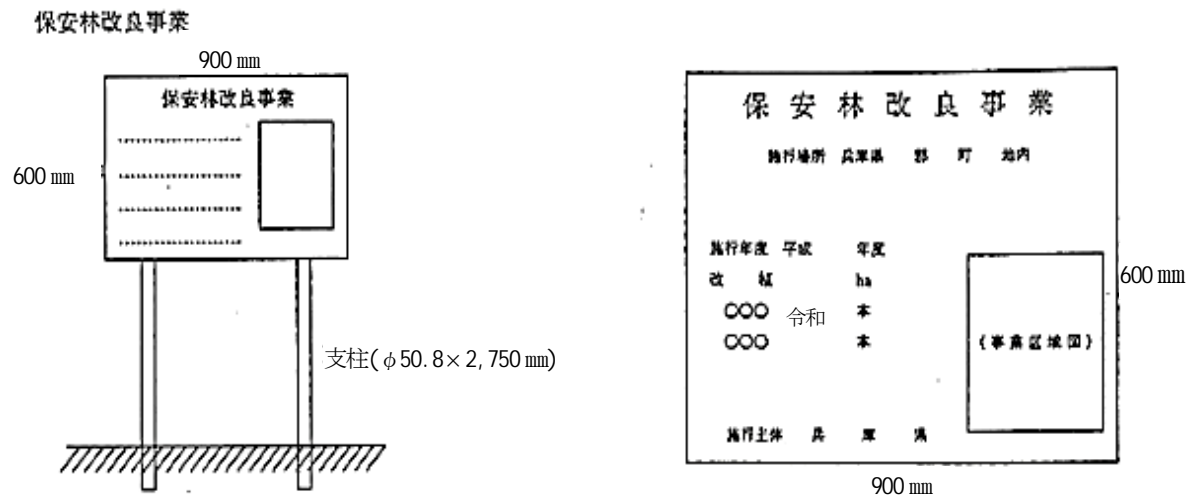 保安林改良事業
900 mm
保安林改良事業
600 mm
支柱(φ50.8×2,750 mm)
保安林改良事業
施行場所 兵庫県 郡 町 地内
施行年度 平成 年度
改植 ha
○○○ 令和 本
○○○ 本
(事業区域図)
600 mm
施行主体 兵庫県
900 mm